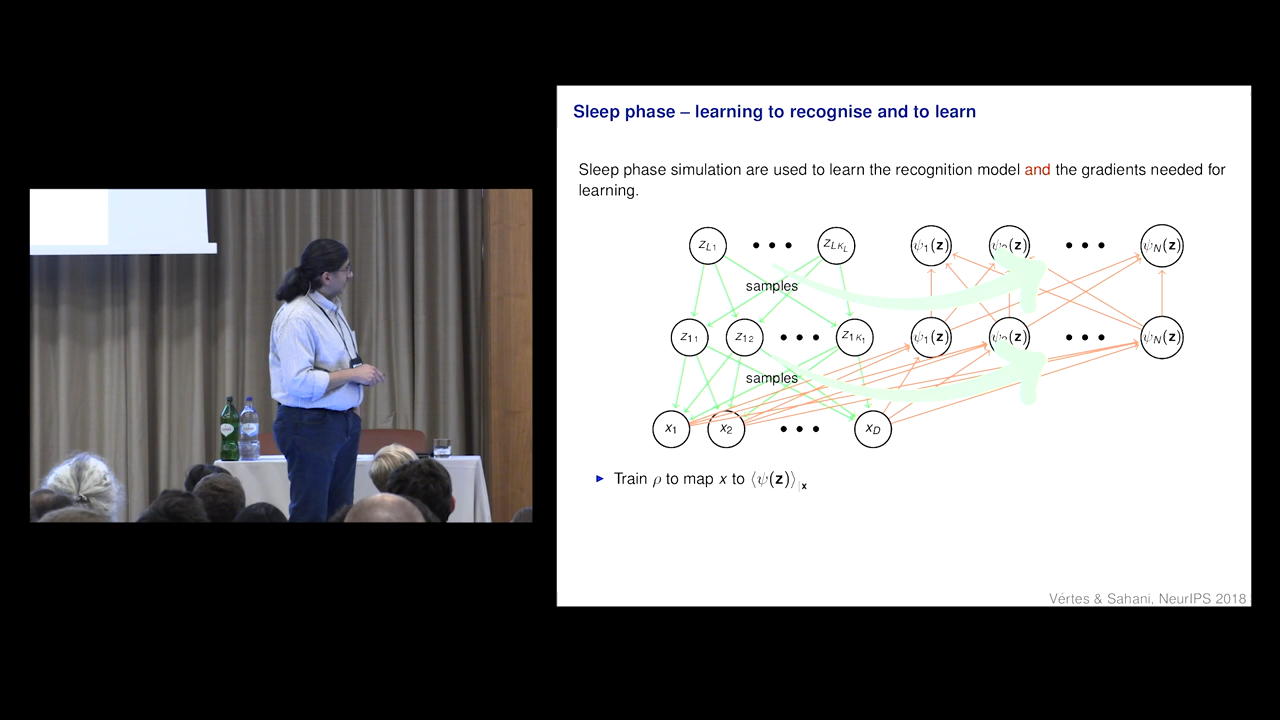 Sleep phase – learning to recognise and to learn
Sleep phase simulation are used to learn the recognition model and the gradients needed for
learning.
z_{L1} • • • z_{LK_L} ψ_1(z) ψ_2(z) • • • ψ_N(z)
samples
z_{11} z_{12} • • • z_{1K_1} ψ_1(z) ψ_2(z) • • • ψ_N(z)
samples
x_1 x_2 • • • x_D
► Train ρ to map x to ⟨ψ(z)⟩_{|x}
Vértes & Sahani, NeurIPS 2018